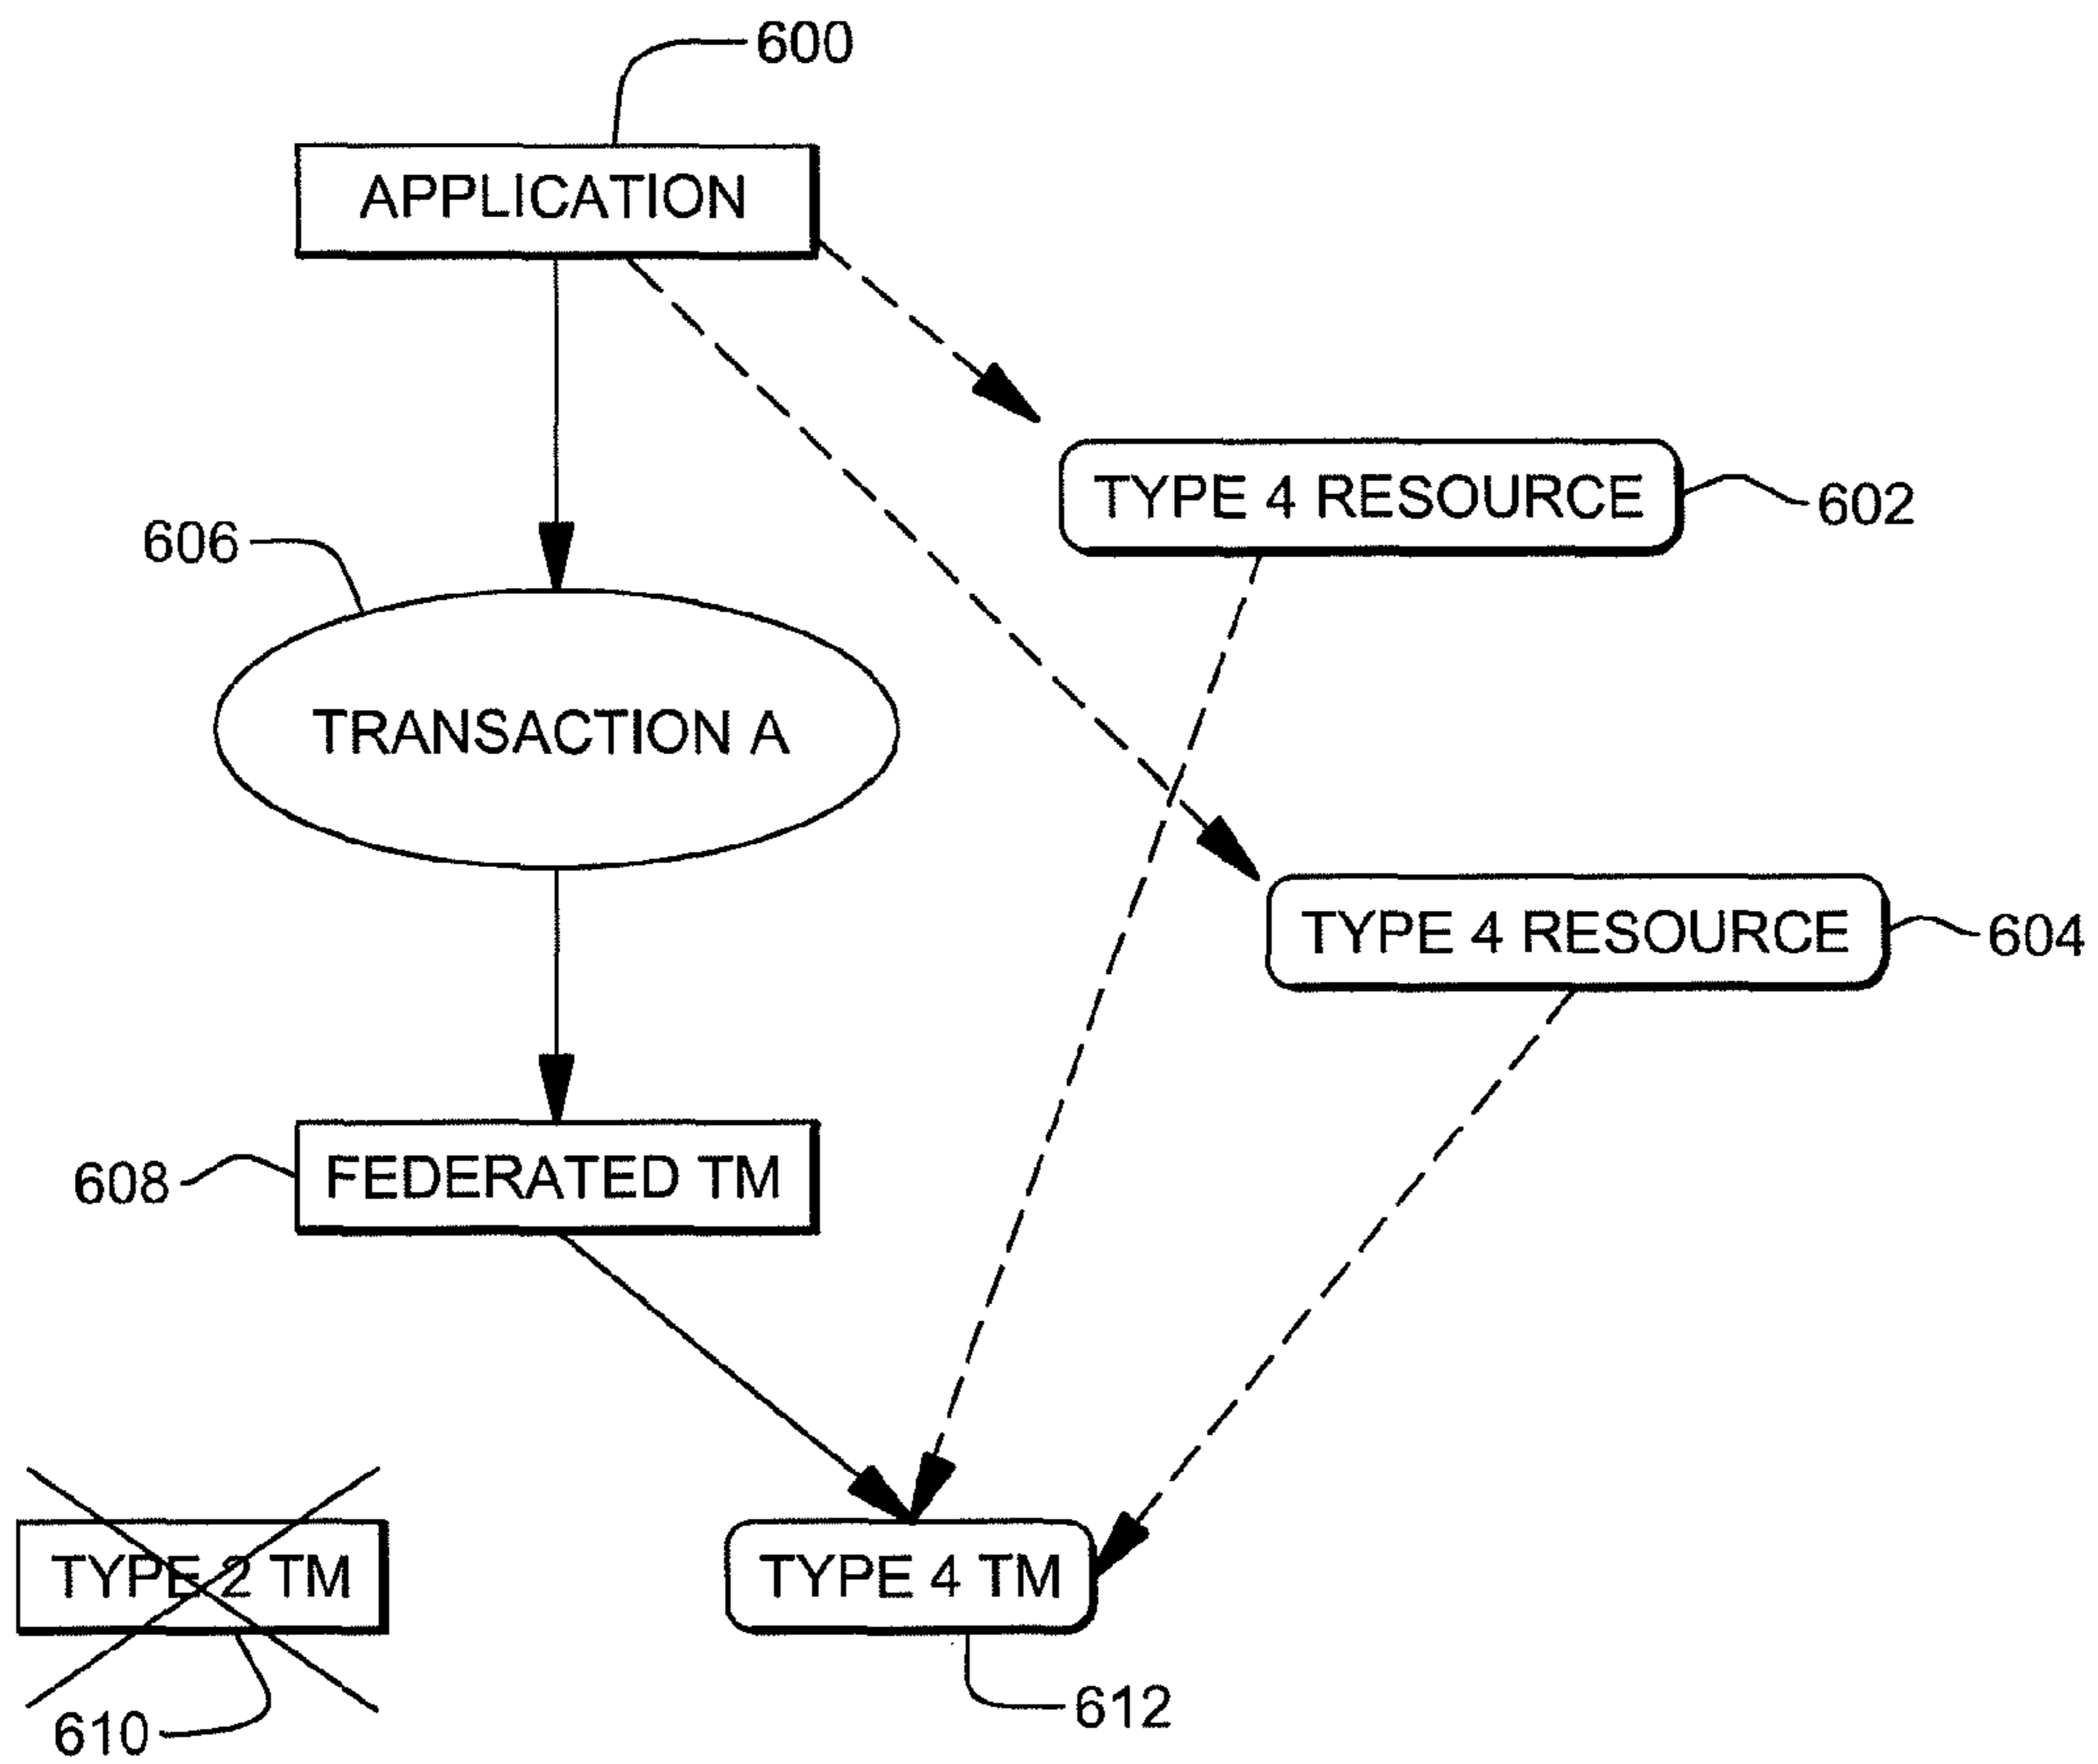 600
APPLICATION
TYPE 4 RESOURCE
602
606
TRANSACTION A
TYPE 4 RESOURCE
604
FEDERATED TM
608
TYPE 2 TM
TYPE 4 TM
610
612